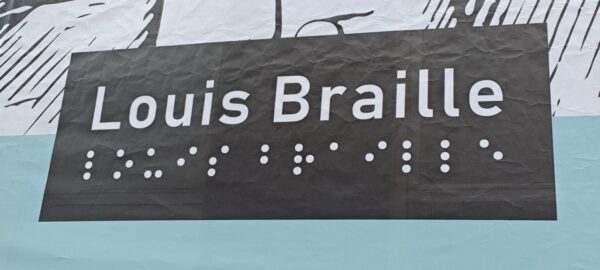 Louis Braille
⠇⠕⠥⠊⠎ ⠃⠗⠁⠊⠇⠇⠑